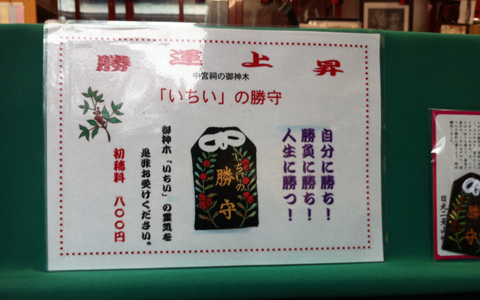 勝運上昇
中宮祠の御神木
「いちい」の勝守
自分に勝ち！
勝負に勝ち！
人生に勝つ！
いちいの
勝守
御神木「いちい」の霊気を
是非お受けください。
初穂料 八〇〇円
勝守